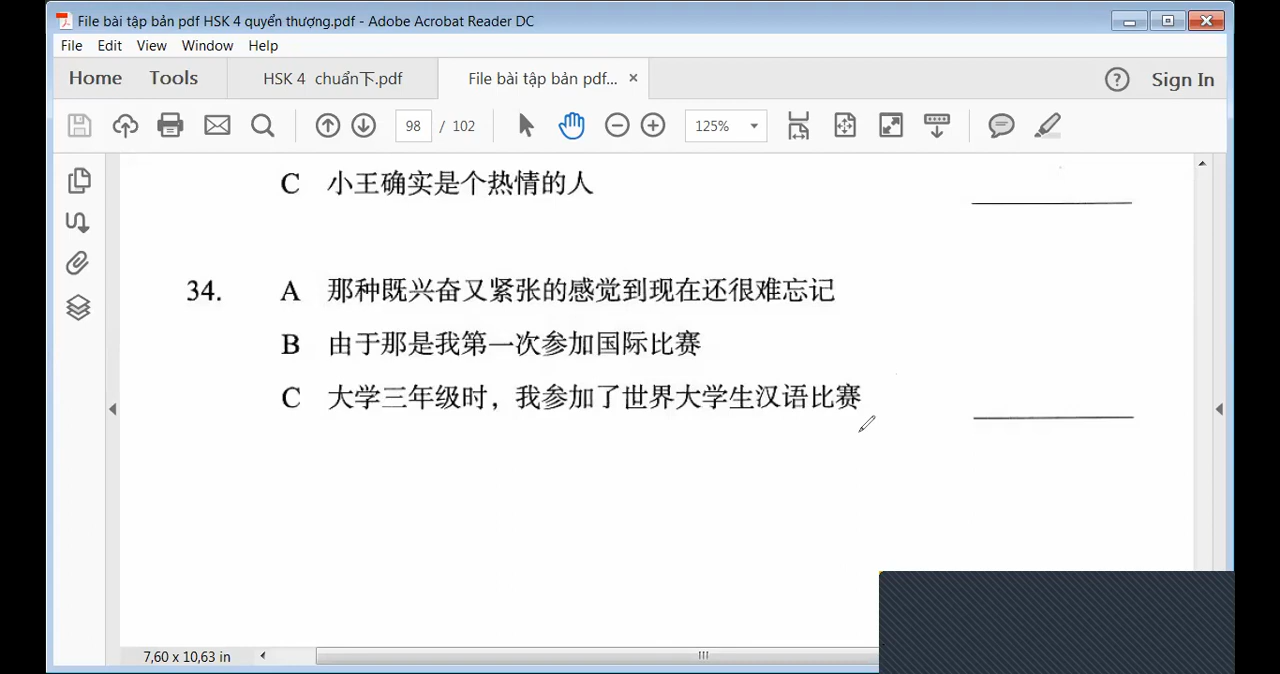 File bài tập bản pdf HSK 4 quyển thượng.pdf - Adobe Acrobat Reader DC
File Edit View Window Help
Home Tools HSK 4 chuẩn下.pdf File bài tập bản pdf... × ? Sign In
98 / 102 125%
C 小王确实是个热情的人
34. A 那种既兴奋又紧张的感觉到现在还很难忘记
B 由于那是我第一次参加国际比赛
C 大学三年级时，我参加了世界大学生汉语比赛
7,60 x 10,63 in